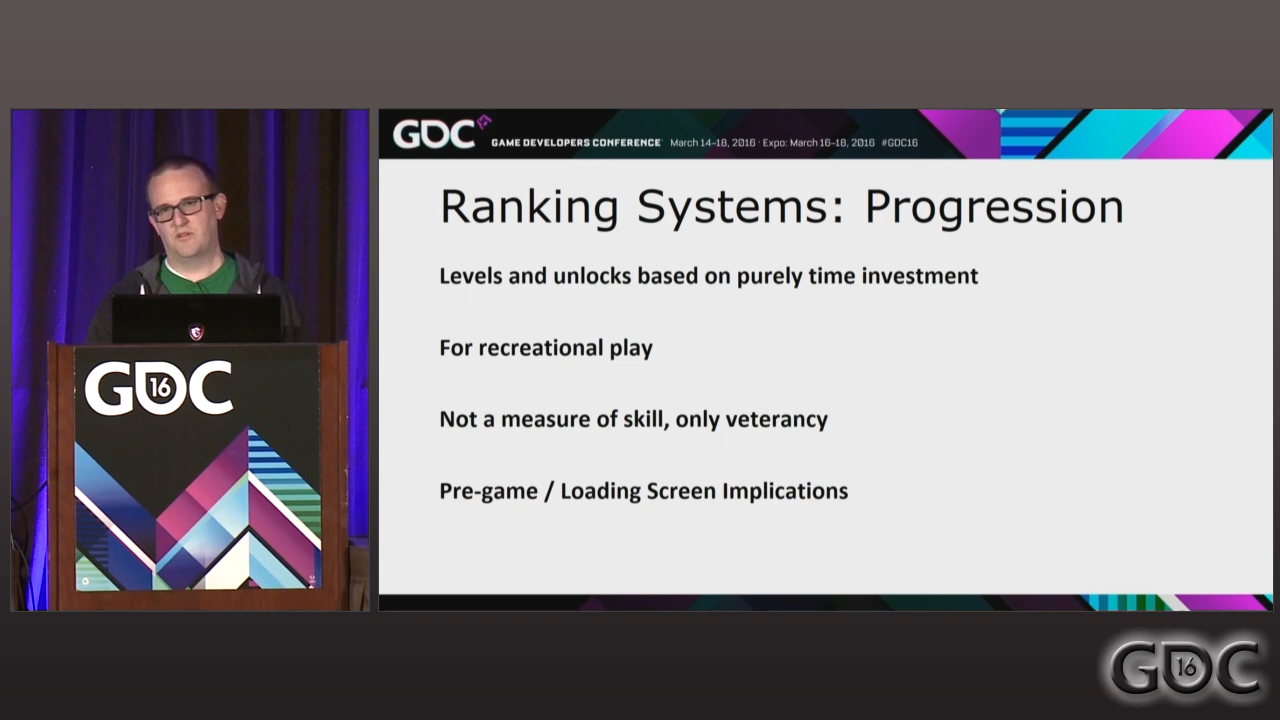 GDC
GAME DEVELOPERS CONFERENCE March 14-18, 2016 · Expo: March 16-18, 2016 #GDC16
Ranking Systems: Progression
Levels and unlocks based on purely time investment
For recreational play
Not a measure of skill, only veterancy
Pre-game / Loading Screen Implications
GDC
16
GDC
16